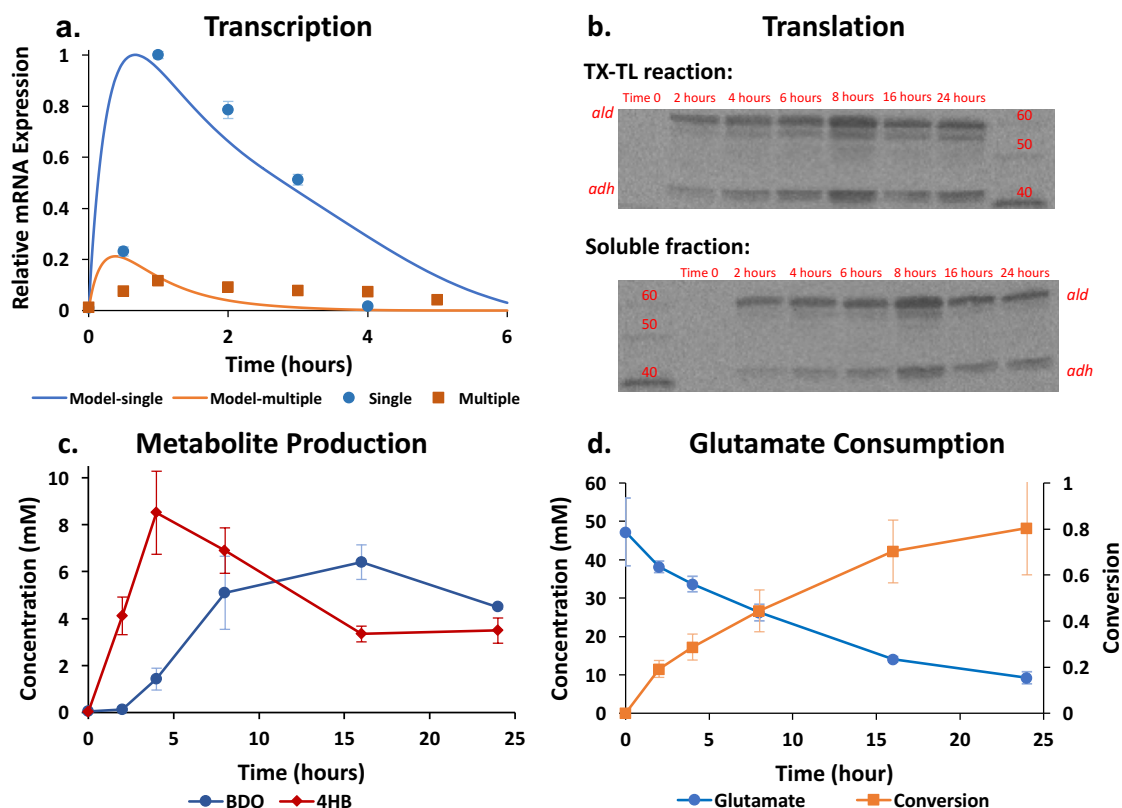 a. Transcription
Relative mRNA Expression
1
0.8
0.6
0.4
0.2
0
0 2 4 6
Time (hours)
Model-single Model-multiple Single Multiple
b. Translation
TX-TL reaction:
Time 0 2 hours 4 hours 6 hours 8 hours 16 hours 24 hours
ald 60
50
adh 40
Soluble fraction:
Time 0 2 hours 4 hours 6 hours 8 hours 16 hours 24 hours
60 ald
50
40 adh
c. Metabolite Production
Concentration (mM)
10
8
6
4
2
0
0 5 10 15 20 25
Time (hours)
BDO 4HB
d. Glutamate Consumption
Concentration (mM)
60
50
40
30
20
10
0
1
0.8
0.6
0.4
0.2
0
Conversion
0 5 10 15 20 25
Time (hour)
Glutamate Conversion